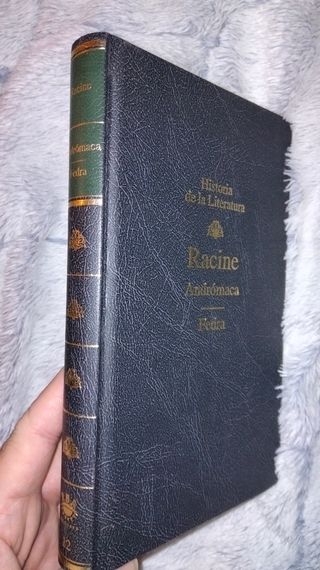 Racine
Andrómaca
Fedra
Historia
de la Literatura
Racine
Andrómaca
Fedra